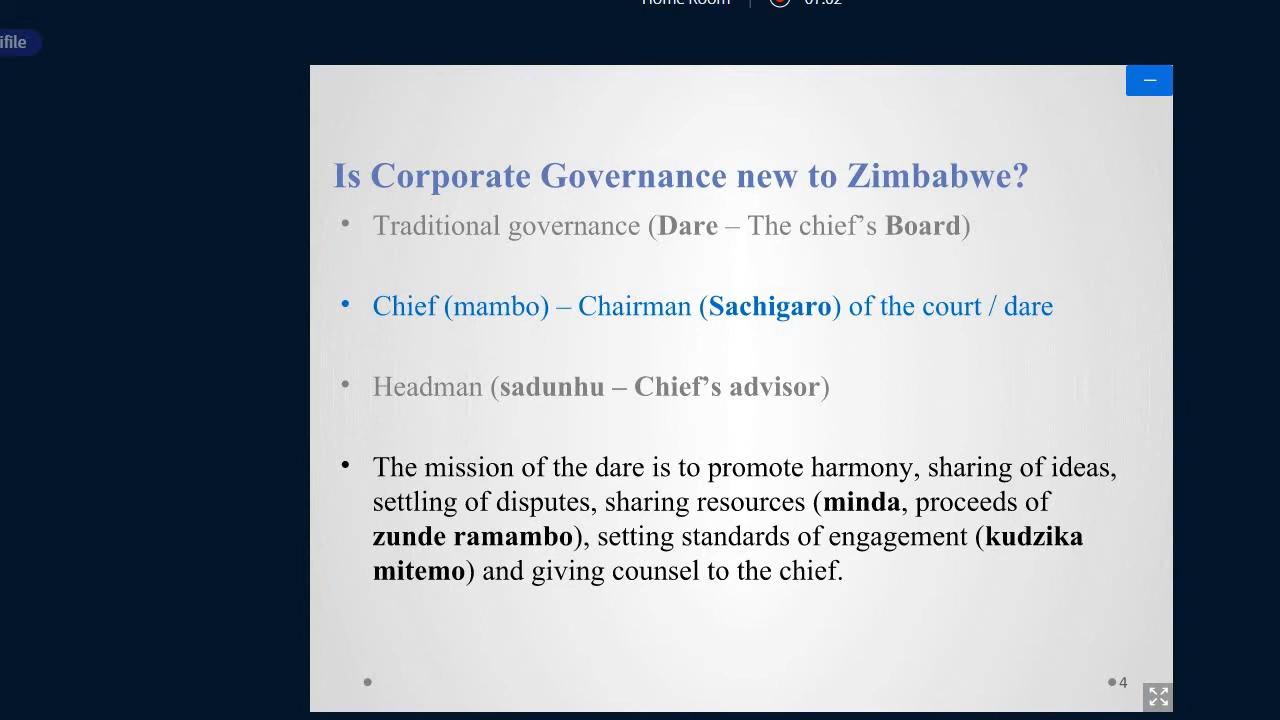 Home Room
07:02
ifile
Is Corporate Governance new to Zimbabwe?
• Traditional governance (Dare – The chief’s Board)
• Chief (mambo) – Chairman (Sachigaro) of the court / dare
• Headman (sadunhu – Chief’s advisor)
• The mission of the dare is to promote harmony, sharing of ideas,
settling of disputes, sharing resources (minda, proceeds of
zunde ramambo), setting standards of engagement (kudzika
mitemo) and giving counsel to the chief.
4